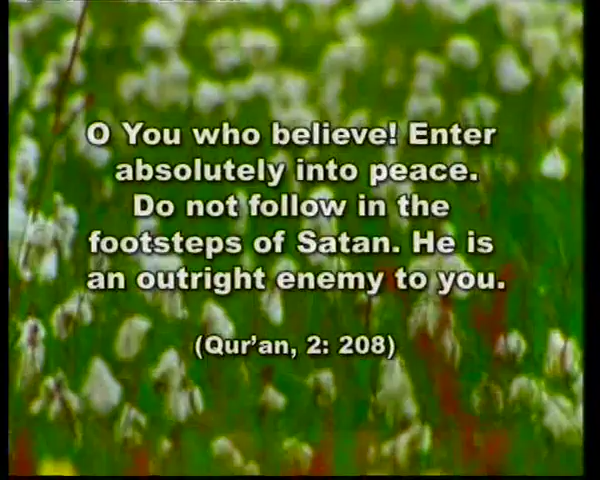 O You who believe! Enter
absolutely into peace.
Do not follow in the
footsteps of Satan. He is
an outright enemy to you.
(Qur'an, 2: 208)